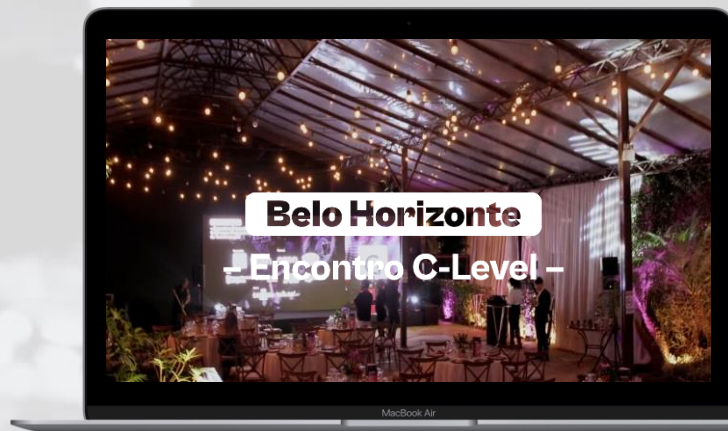 Belo Horizonte
– Encontro C-Level –
MacBook Air